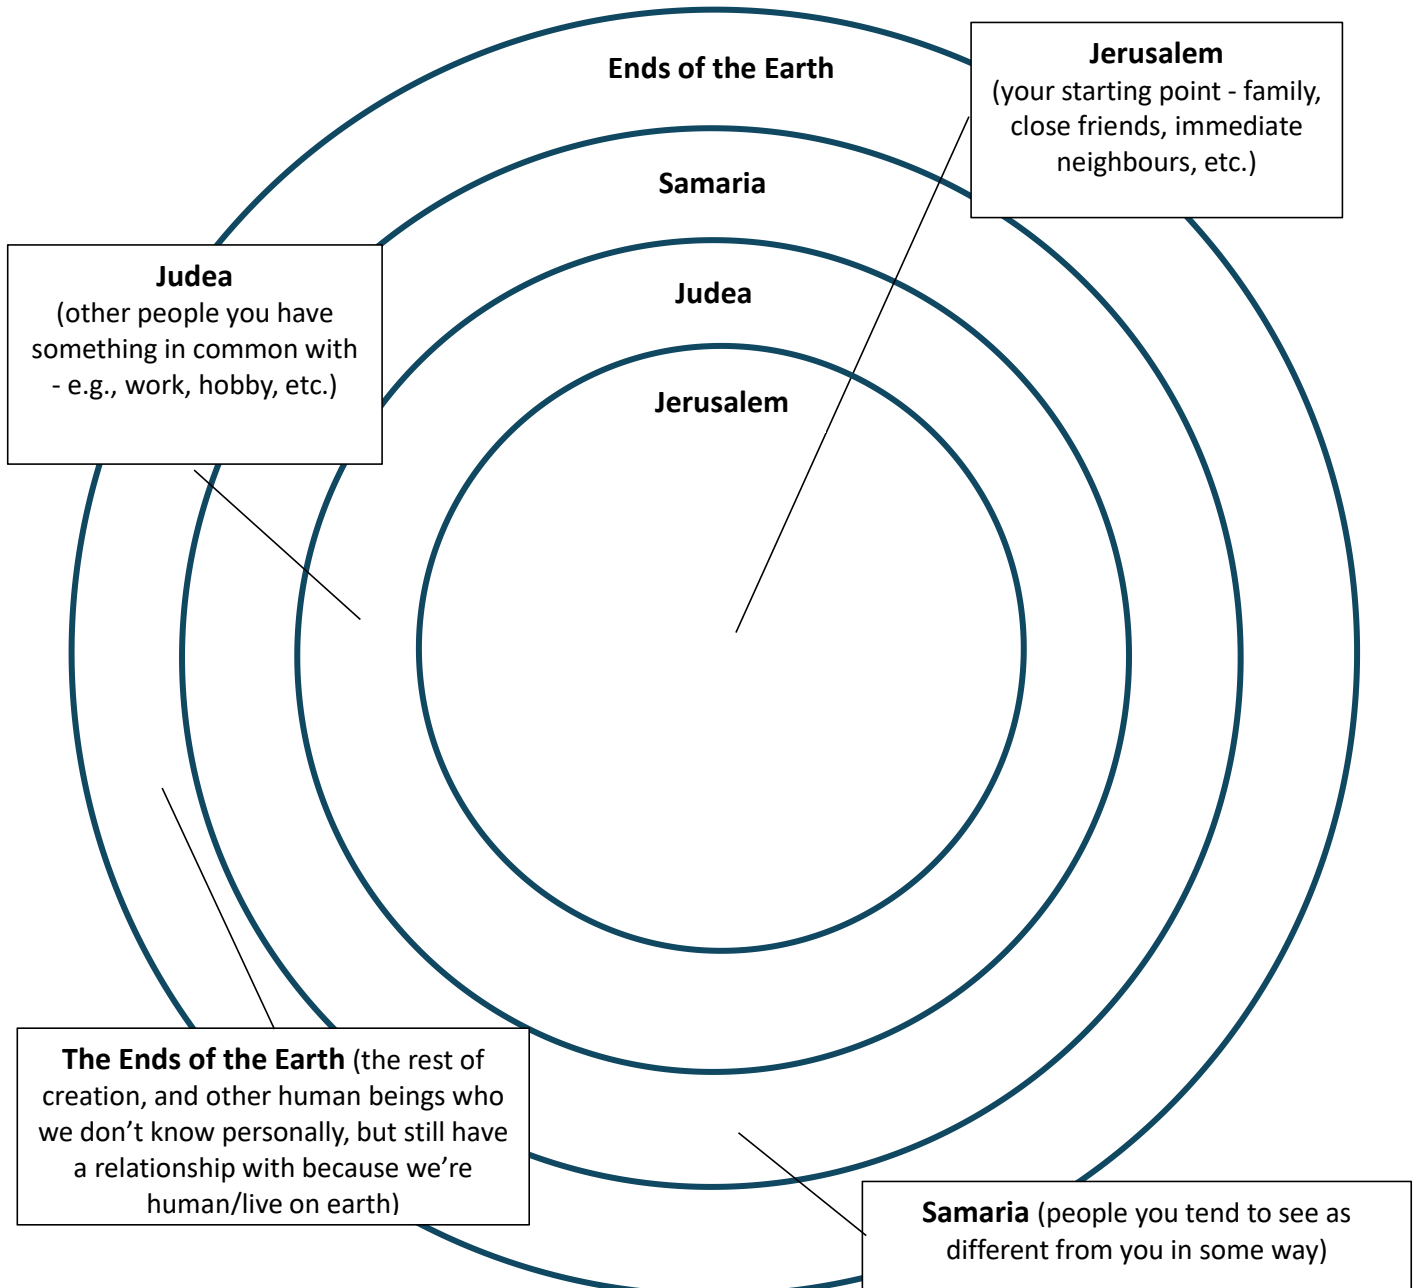 Ends of the Earth
Jerusalem
(your starting point - family,
close friends, immediate
neighbours, etc.)
Samaria
Judea
(other people you have
something in common with
- e.g., work, hobby, etc.)
Judea
Jerusalem
The Ends of the Earth (the rest of
creation, and other human beings who
we don’t know personally, but still have
a relationship with because we’re
human/live on earth)
Samaria (people you tend to see as
different from you in some way)